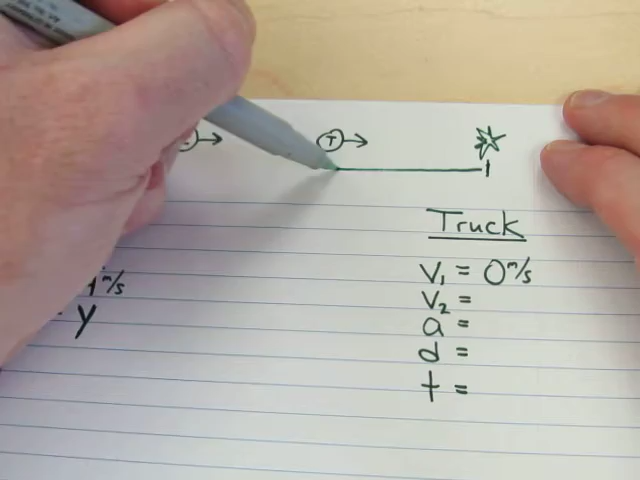 T
Truck
V₁ = 0 m/s
V₂ =
m/s
a =
y
d =
t =